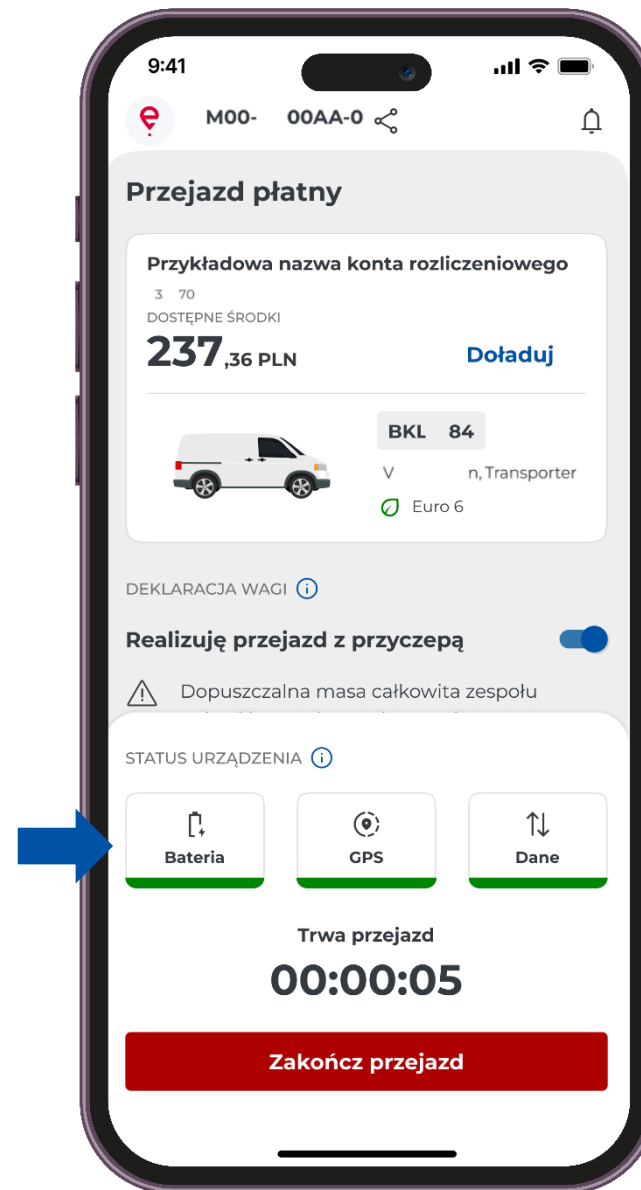 9:41
M00- 00AA-0
Przejazd płatny
Przykładowa nazwa konta rozliczeniowego
3 70
DOSTĘPNE ŚRODKI
237,36 PLN
Doładuj
BKL 84
V n, Transporter
Euro 6
DEKLARACJA WAGI
Realizuję przejazd z przyczepą
Dopuszczalna masa całkowita zespołu
STATUS URZĄDZENIA
Bateria GPS Dane
Trwa przejazd
00:00:05
Zakończ przejazd